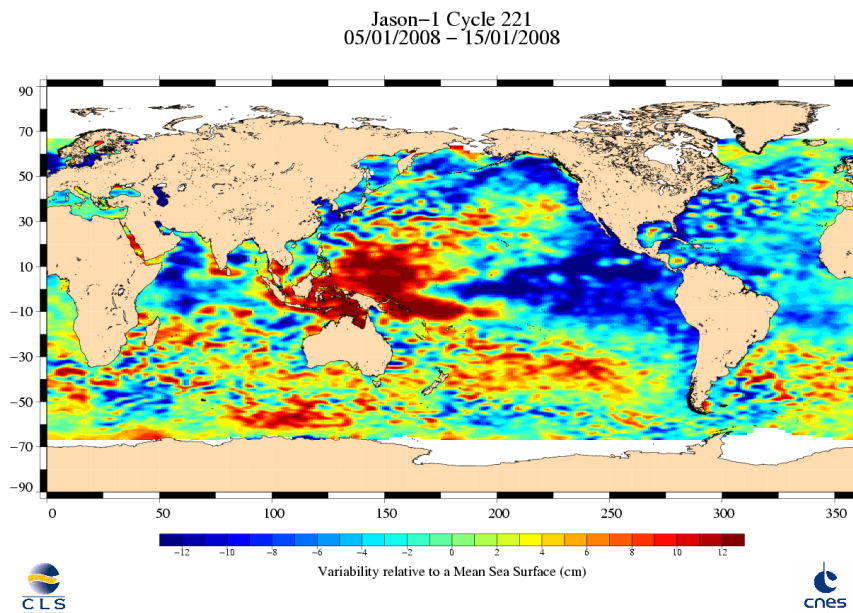 Jason-1 Cycle 221
05/01/2008 - 15/01/2008
90
70
50
30
10
-10
-30
-50
-70
-90
0 50 100 150 200 250 300 350
-12 -10 -8 -6 -4 -2 0 2 4 6 8 10 12
Variability relative to a Mean Sea Surface (cm)
CLS
cnes